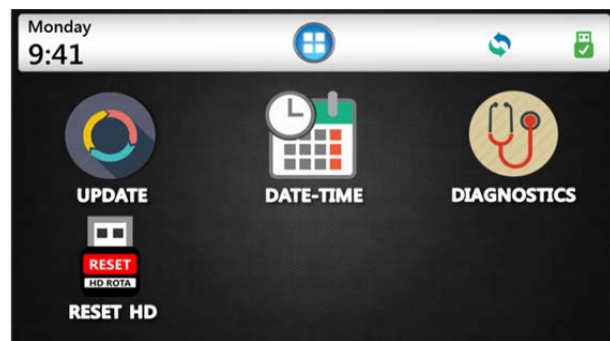 Monday
9:41
UPDATE
DATE-TIME
DIAGNOSTICS
RESET
HD ROTA
RESET HD